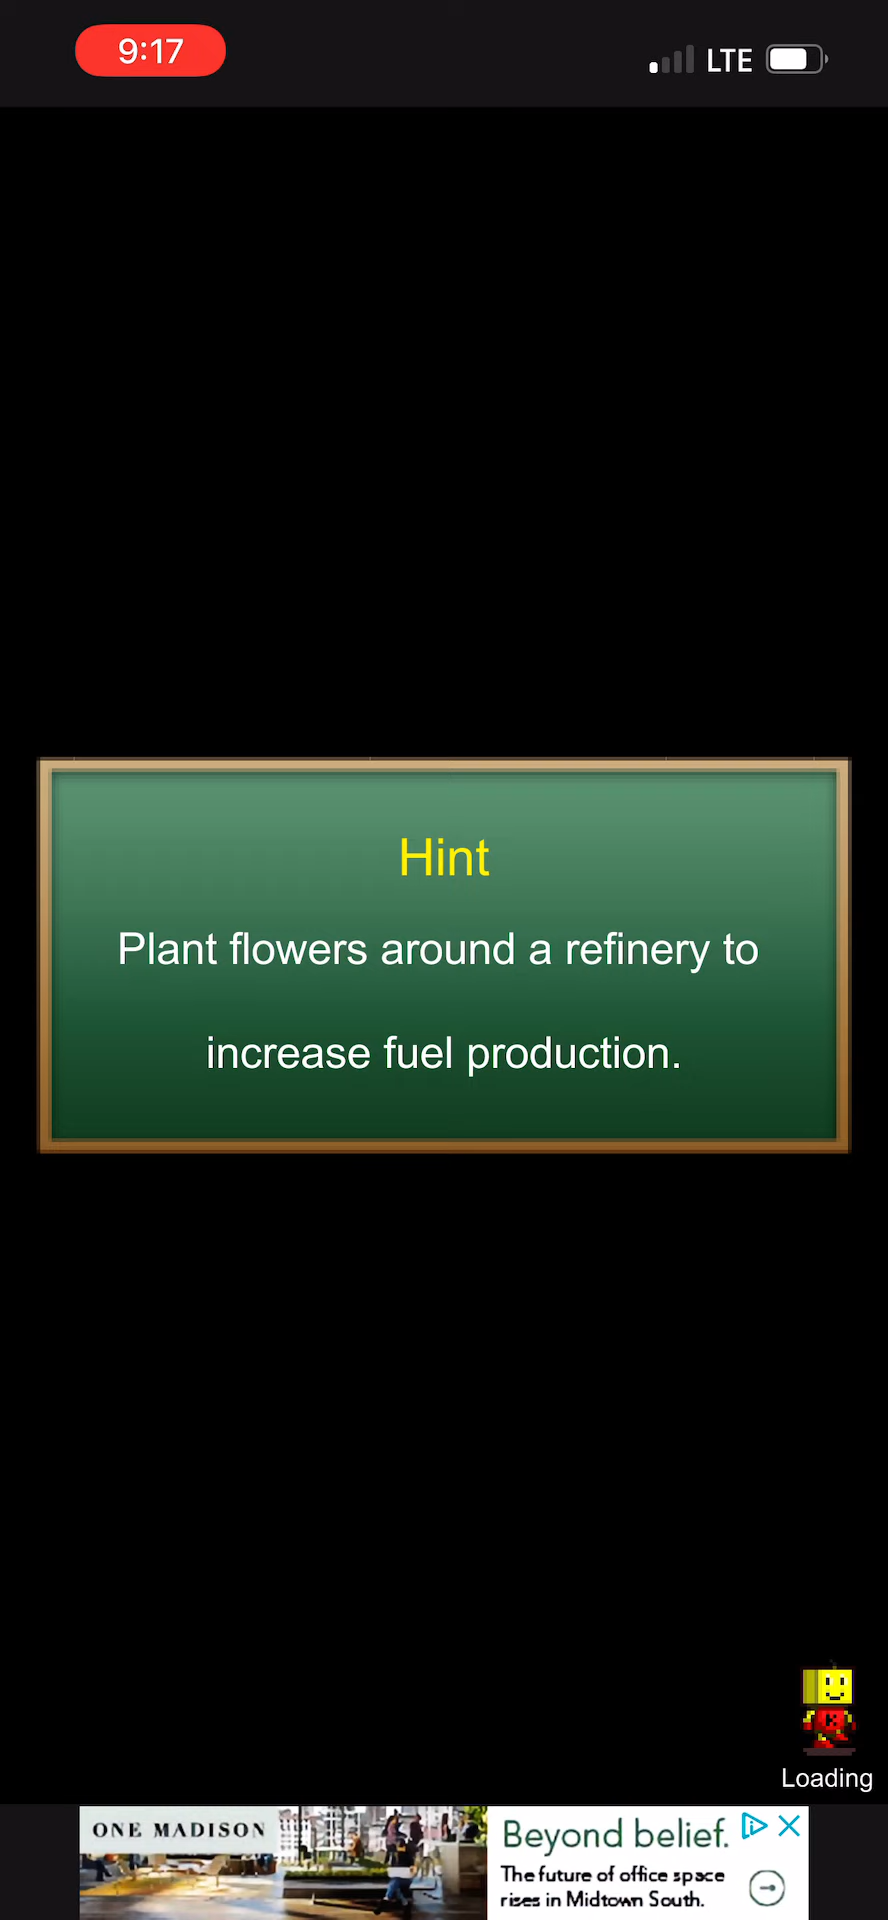 9:17
LTE
Hint
Plant flowers around a refinery to
increase fuel production.
Loading
ONE MADISON
Beyond belief.
The future of office space
rises in Midtown South.